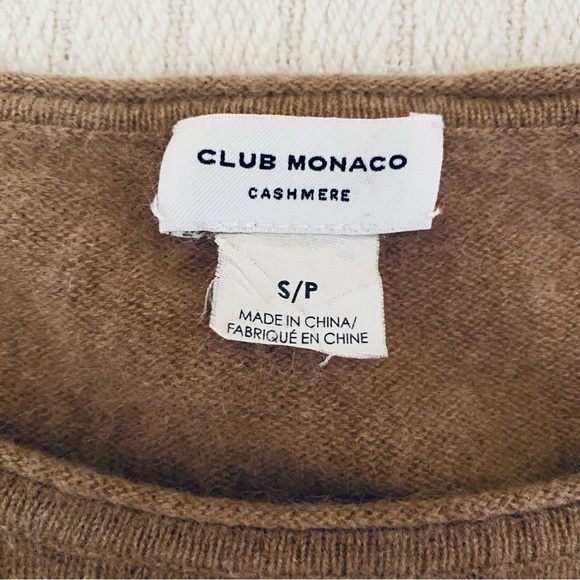 CLUB MONACO
CASHMERE
S/P
MADE IN CHINA/
FABRIQUÉ EN CHINE